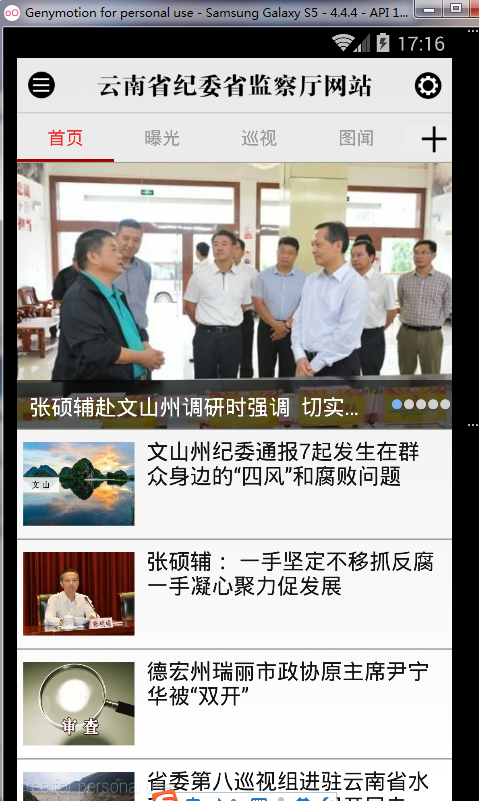 Genymotion for personal use - Samsung Galaxy S5 - 4.4.4 - API 1...
17:16
云南省纪委省监察厅网站
首页 曝光 巡视 图闻
张硕辅赴文山州调研时强调 切实...
文山
文山州纪委通报7起发生在群
众身边的“四风”和腐败问题
张硕辅：一手坚定不移抓反腐
一手凝心聚力促发展
审查
德宏州瑞丽市政协原主席尹宁
华被“双开”
省委第八巡视组进驻云南省水
free for personal